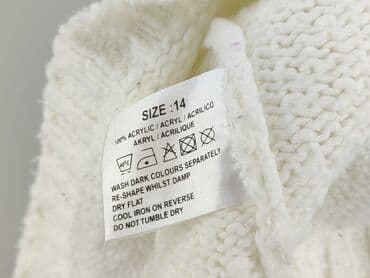 SIZE :14
100% ACRYLIC / ACRYL / ACRILICO
AKRYL / ACRILIQUE
40°C
WASH DARK COLOURS SEPARATELY
RE-SHAPE WHILST DAMP
DRY FLAT
COOL IRON ON REVERSE
DO NOT TUMBLE DRY